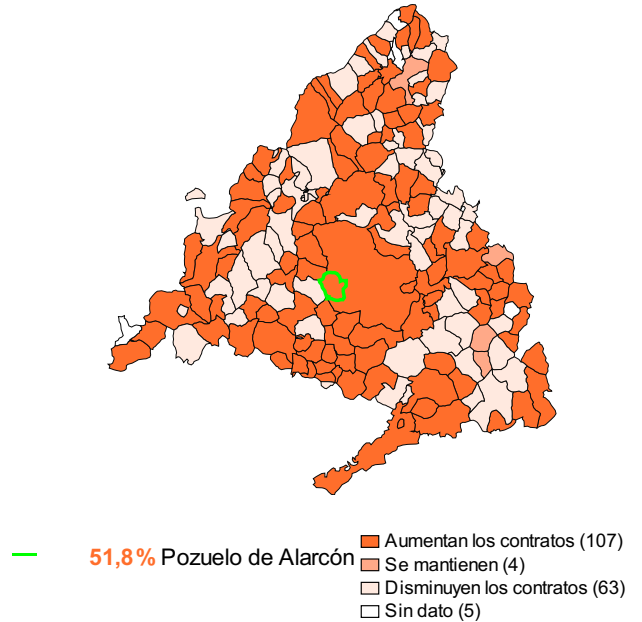 51,8% Pozuelo de Alarcón
Aumentan los contratos (107)
Se mantienen (4)
Disminuyen los contratos (63)
Sin dato (5)